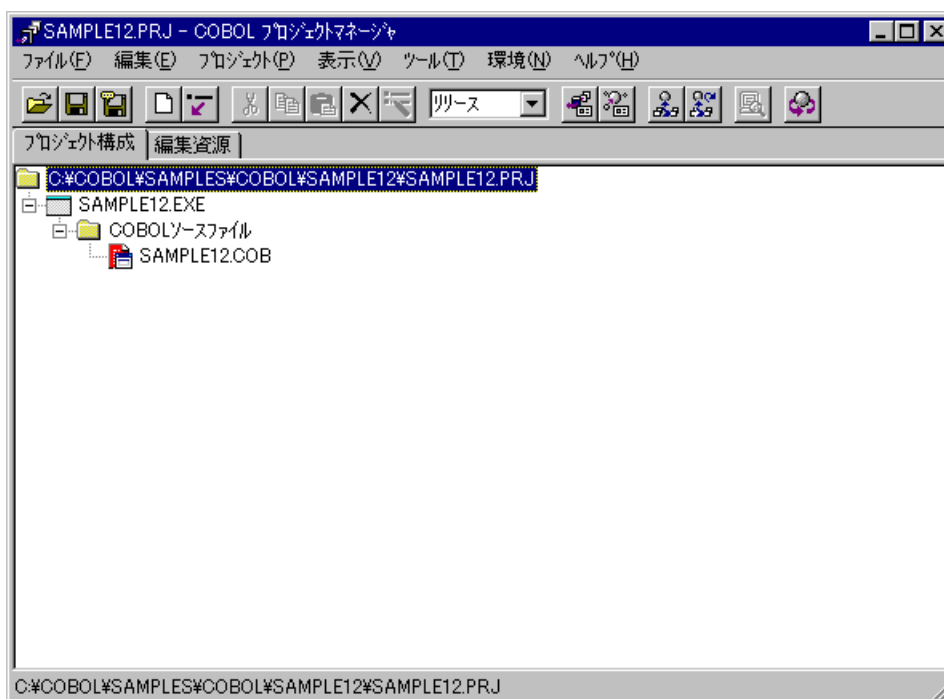 SAMPLE12.PRJ - COBOL プロジェクトマネージャ
ファイル(F) 編集(E) プロジェクト(P) 表示(V) ツール(T) 環境(N) ヘルプ(H)
リリース
プロジェクト構成 編集資源
C:¥COBOL¥SAMPLES¥COBOL¥SAMPLE12¥SAMPLE12.PRJ
SAMPLE12.EXE
COBOLソースファイル
SAMPLE12.COB
C:¥COBOL¥SAMPLES¥COBOL¥SAMPLE12¥SAMPLE12.PRJ